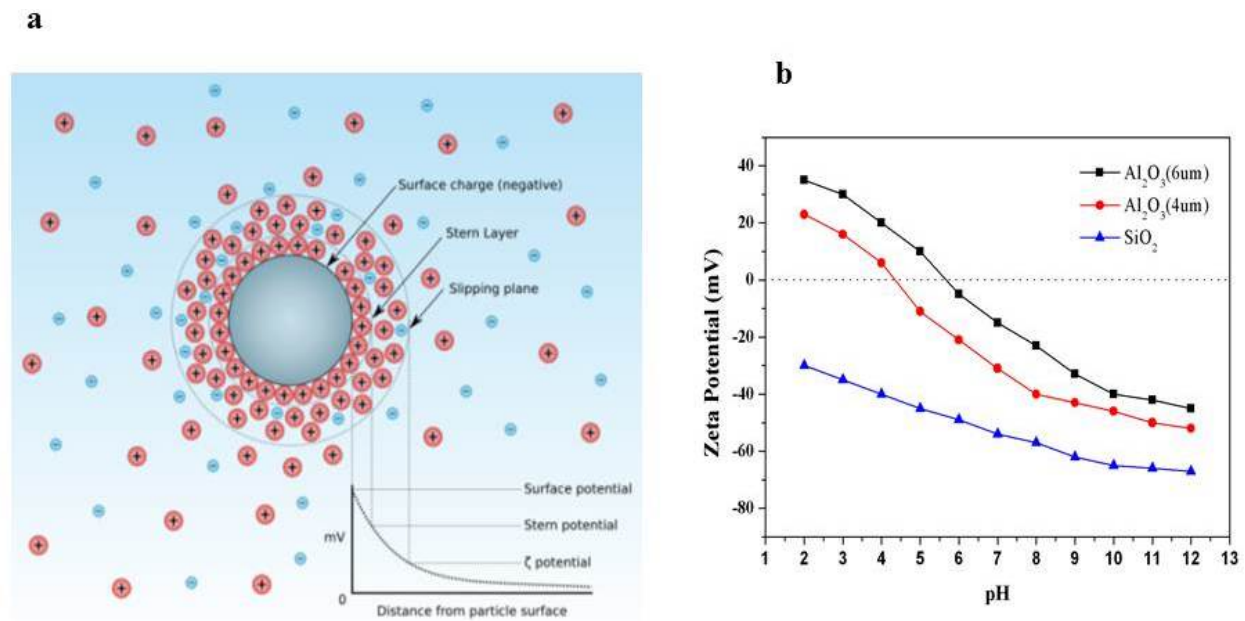 a
Surface charge (negative)
Stern Layer
Slipping plane
Surface potential
Stern potential
ζ potential
mV
0
Distance from particle surface
b
Al₂O₃(6um)
Al₂O₃(4um)
SiO₂
40
20
0
-20
-40
-60
-80
Zeta Potential (mV)
1 2 3 4 5 6 7 8 9 10 11 12 13
pH